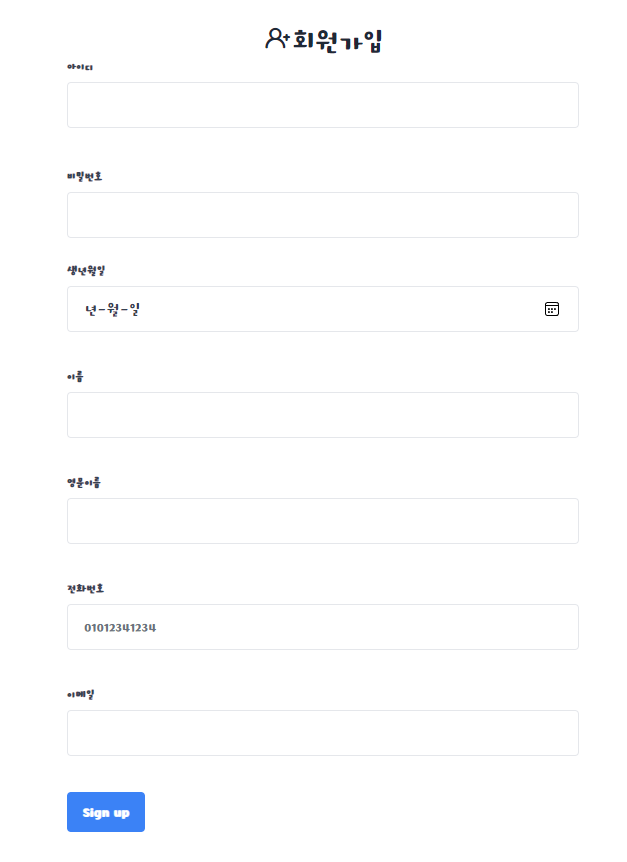 회원가입
아이디
비밀번호
생년월일
년-월-일
이름
영문이름
전화번호
01012341234
이메일
Sign up